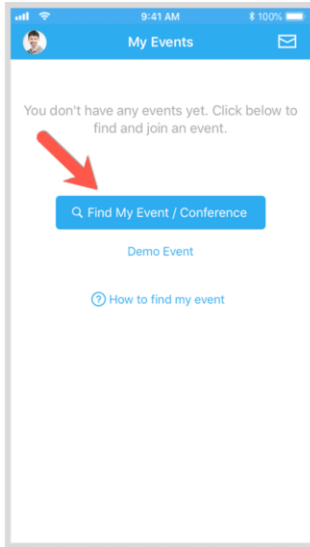 9:41 AM
100%
My Events
You don't have any events yet. Click below to
find and join an event.
Find My Event / Conference
Demo Event
How to find my event